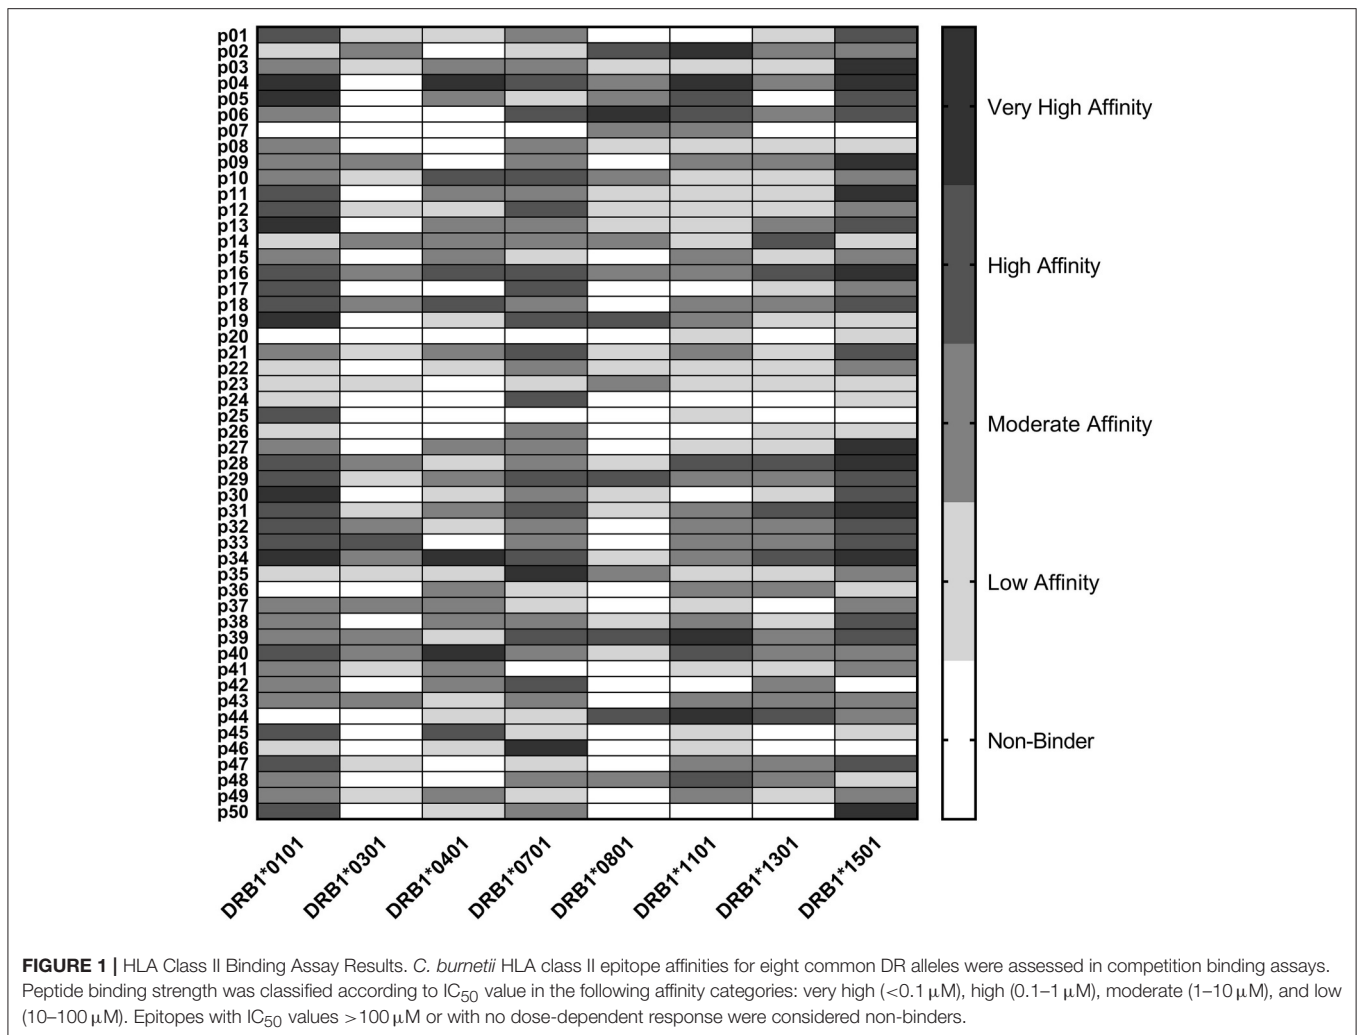 p01
p02
p03
p04
p05
p06
p07
p08
p09
p10
p11
p12
p13
p14
p15
p16
p17
p18
p19
p20
p21
p22
p23
p24
p25
p26
p27
p28
p29
p30
p31
p32
p33
p34
p35
p36
p37
p38
p39
p40
p41
p42
p43
p44
p45
p46
p47
p48
p49
p50
DRB1*0101
DRB1*0301
DRB1*0401
DRB1*0701
DRB1*0801
DRB1*1101
DRB1*1301
DRB1*1501
Very High Affinity
High Affinity
Moderate Affinity
Low Affinity
Non-Binder
FIGURE 1 | HLA Class II Binding Assay Results. C. burnetii HLA class II epitope affinities for eight common DR alleles were assessed in competition binding assays.
Peptide binding strength was classified according to IC50 value in the following affinity categories: very high (<0.1 μM), high (0.1–1 μM), moderate (1–10 μM), and low
(10–100 μM). Epitopes with IC50 values >100 μM or with no dose-dependent response were considered non-binders.